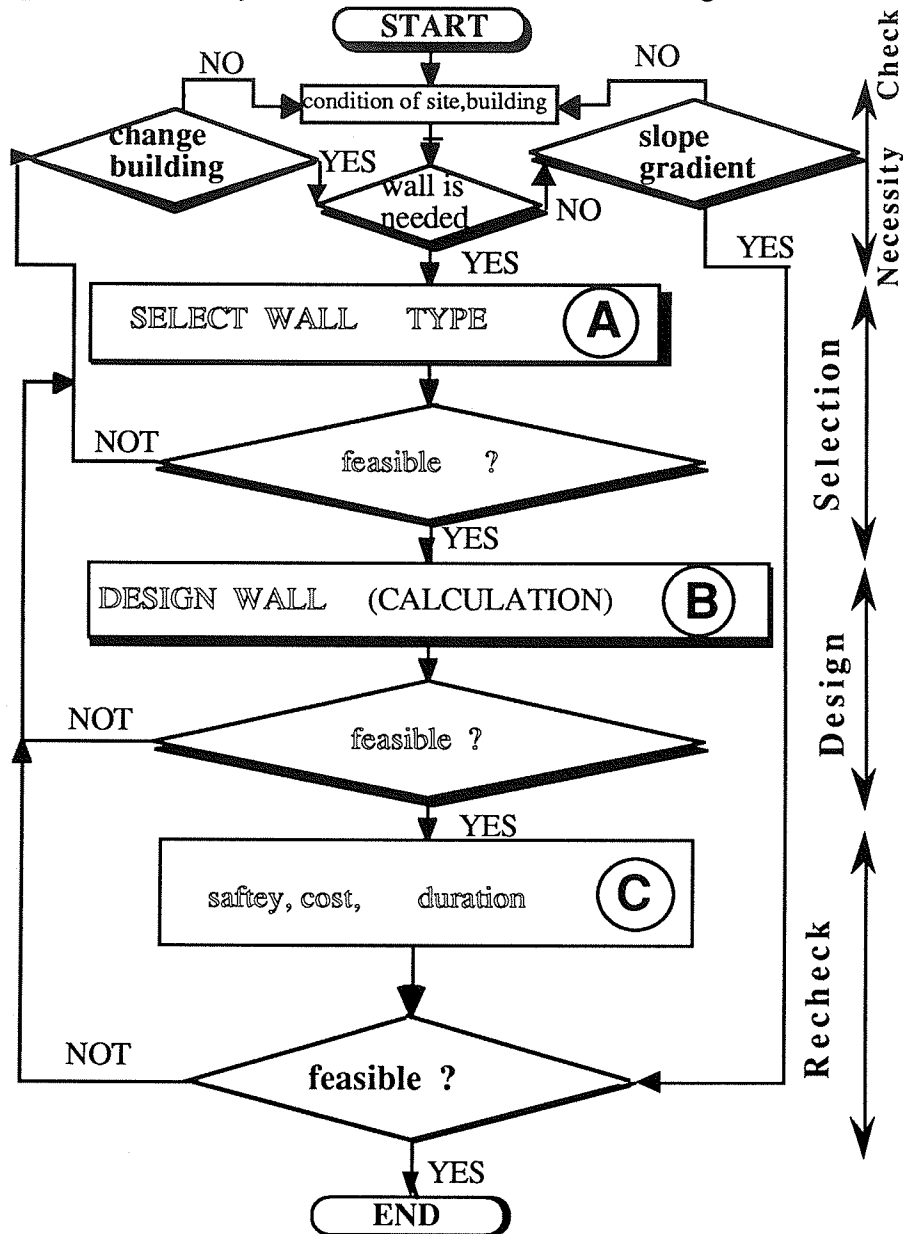 START
NO
NO
condition of site,building
change
building
slope
gradient
Necessity Check
YES
wall is
needed
NO
YES
YES
SELECT WALL TYPE
A
Selection
NOT
feasible ?
YES
DESIGN WALL (CALCULATION)
B
Design
NOT
feasible ?
YES
saftey, cost, duration
C
Recheck
NOT
feasible ?
YES
END